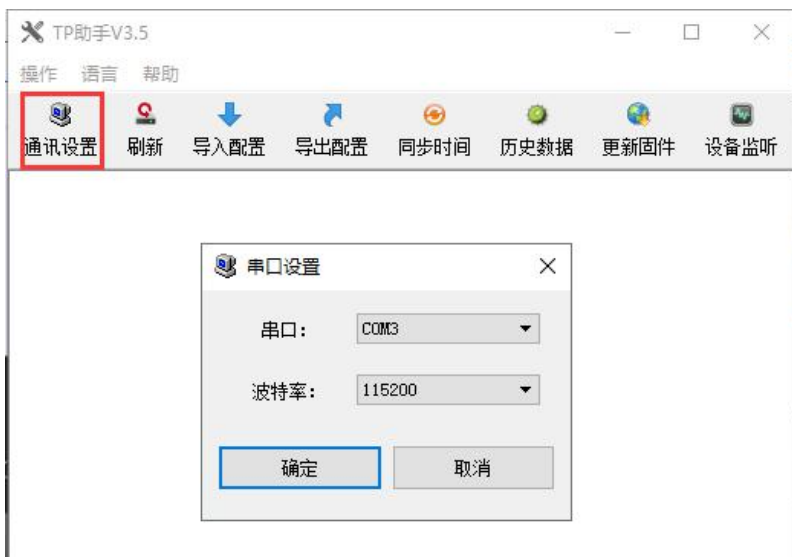 TP助手V3.5
操作 语言 帮助
通讯设置 刷新 导入配置 导出配置 同步时间 历史数据 更新固件 设备监听
串口设置
串口: COM3
波特率: 115200
确定 取消